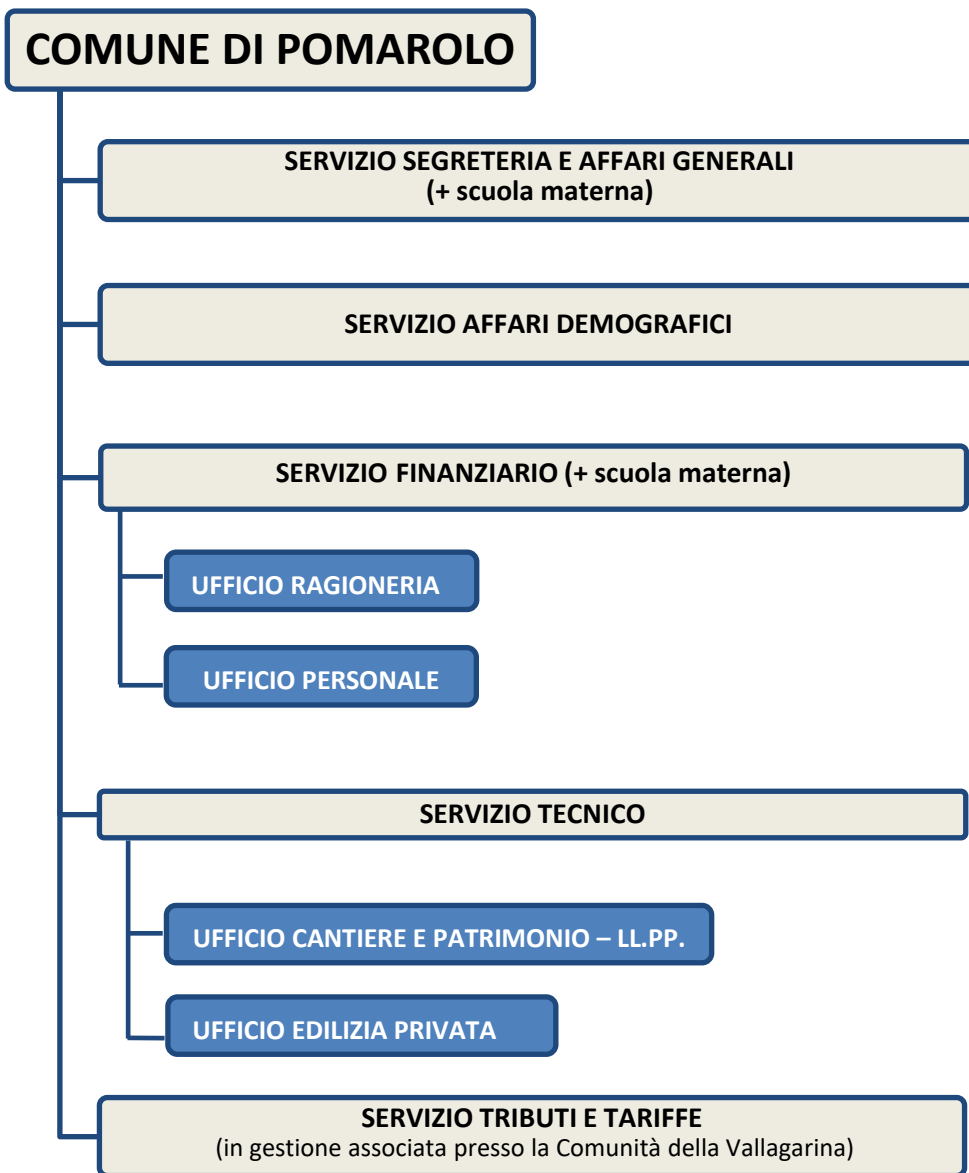 COMUNE DI POMAROLO
SERVIZIO SEGRETERIA E AFFARI GENERALI
(+ scuola materna)
SERVIZIO AFFARI DEMOGRAFICI
SERVIZIO FINANZIARIO (+ scuola materna)
UFFICIO RAGIONERIA
UFFICIO PERSONALE
SERVIZIO TECNICO
UFFICIO CANTIERE E PATRIMONIO – LL.PP.
UFFICIO EDILIZIA PRIVATA
SERVIZIO TRIBUTI E TARIFFE
(in gestione associata presso la Comunità della Vallagarina)